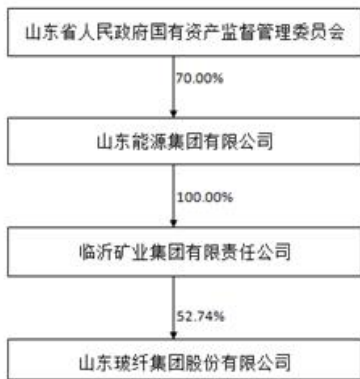 山东省人民政府国有资产监督管理委员会
70.00%
山东能源集团有限公司
100.00%
临沂矿业集团有限责任公司
52.74%
山东玻纤集团股份有限公司